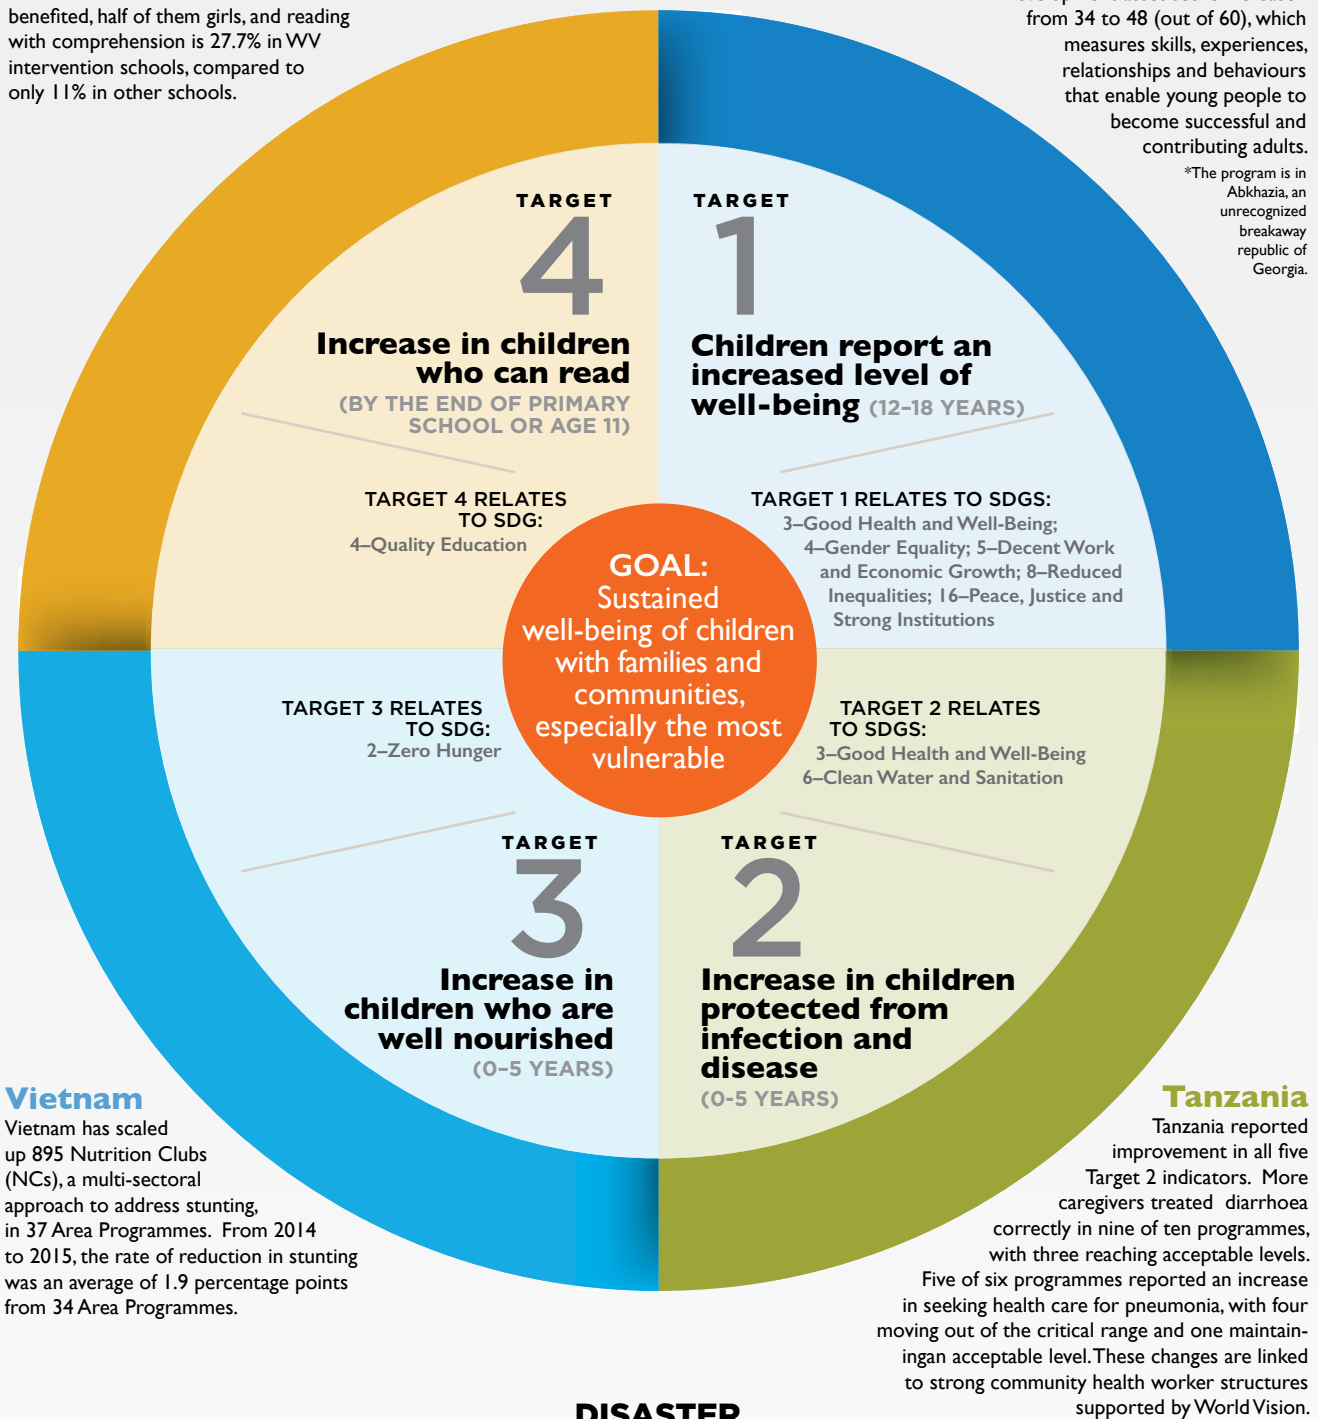 benefited, half of them girls, and reading
with comprehension is 27.7% in WV
intervention schools, compared to
only 11% in other schools.
from 34 to 48 (out of 60), which
measures skills, experiences,
relationships and behaviours
that enable young people to
become successful and
contributing adults.
*The program is in
Abkhazia, an
unrecognized
breakaway
republic of
Georgia.
TARGET
4
Increase in children
who can read
(BY THE END OF PRIMARY
SCHOOL OR AGE 11)
TARGET 4 RELATES
TO SDG:
4–Quality Education
TARGET
1
Children report an
increased level of
well-being (12–18 YEARS)
TARGET 1 RELATES TO SDGS:
3–Good Health and Well-Being;
4–Gender Equality; 5–Decent Work
and Economic Growth; 8–Reduced
Inequalities; 16–Peace, Justice and
Strong Institutions
GOAL:
Sustained
well-being of children
with families and
communities,
especially the most
vulnerable
TARGET 3 RELATES
TO SDG:
2–Zero Hunger
TARGET
3
Increase in
children who are
well nourished
(0–5 YEARS)
TARGET 2 RELATES
TO SDGS:
3–Good Health and Well-Being
6–Clean Water and Sanitation
TARGET
2
Increase in children
protected from
infection and
disease
(0-5 YEARS)
Vietnam
Vietnam has scaled
up 895 Nutrition Clubs
(NCs), a multi-sectoral
approach to address stunting,
in 37 Area Programmes. From 2014
to 2015, the rate of reduction in stunting
was an average of 1.9 percentage points
from 34 Area Programmes.
Tanzania
Tanzania reported
improvement in all five
Target 2 indicators. More
caregivers treated diarrhoea
correctly in nine of ten programmes,
with three reaching acceptable levels.
Five of six programmes reported an increase
in seeking health care for pneumonia, with four
moving out of the critical range and one maintain-
ingan acceptable level. These changes are linked
to strong community health worker structures
supported by World Vision.
DISASTER